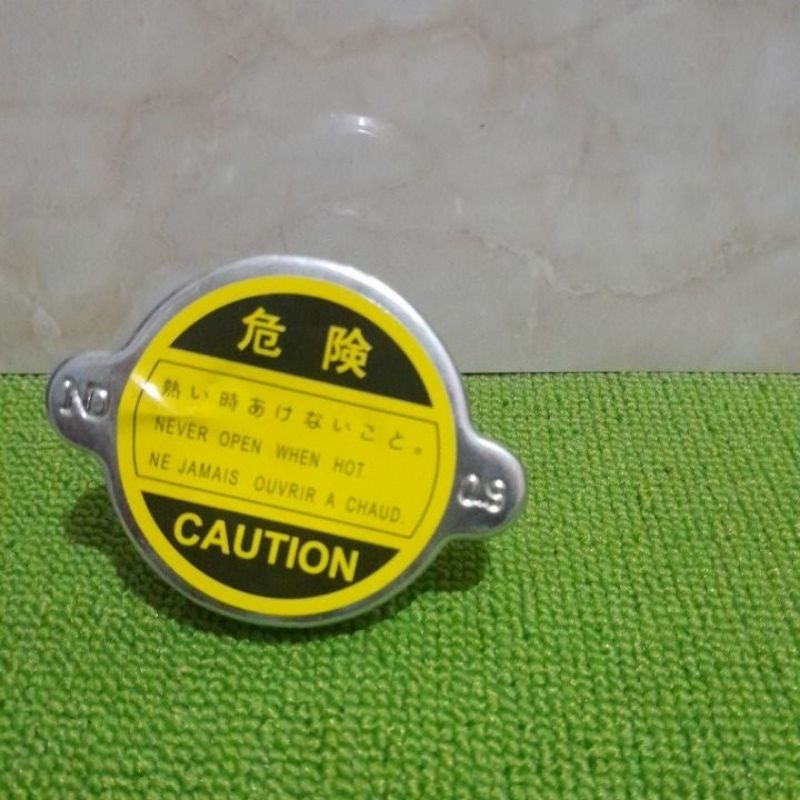 危険
熱い時あけないこと。
NEVER OPEN WHEN HOT.
NE JAMAIS OUVRIR A CHAUD.
CAUTION
ND
0.9